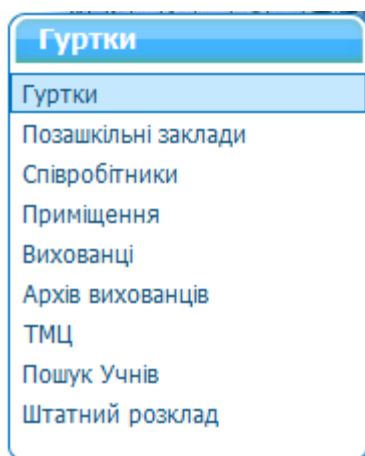 Гуртки
Гуртки
Позашкільні заклади
Співробітники
Приміщення
Вихованці
Архів вихованців
ТМЦ
Пошук Учнів
Штатний розклад